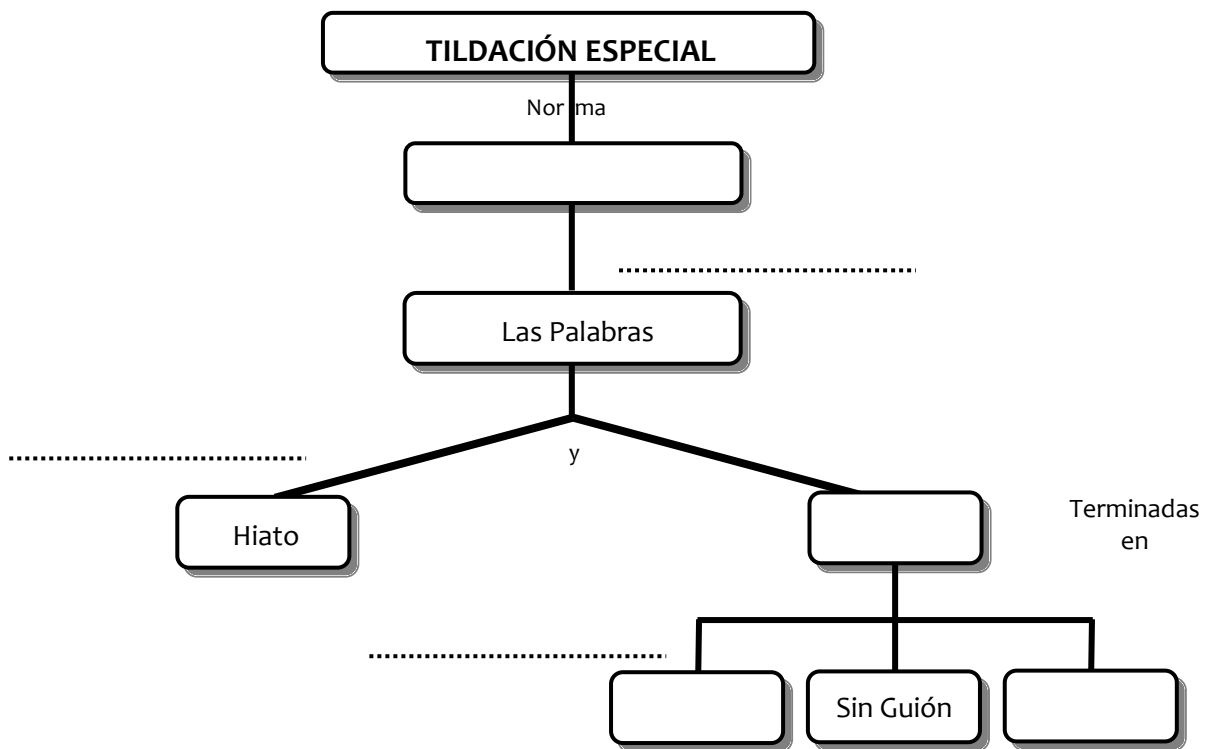 TILDACIÓN ESPECIAL
Nor ma
Las Palabras
y
Hiato
Terminadas
en
Sin Guión